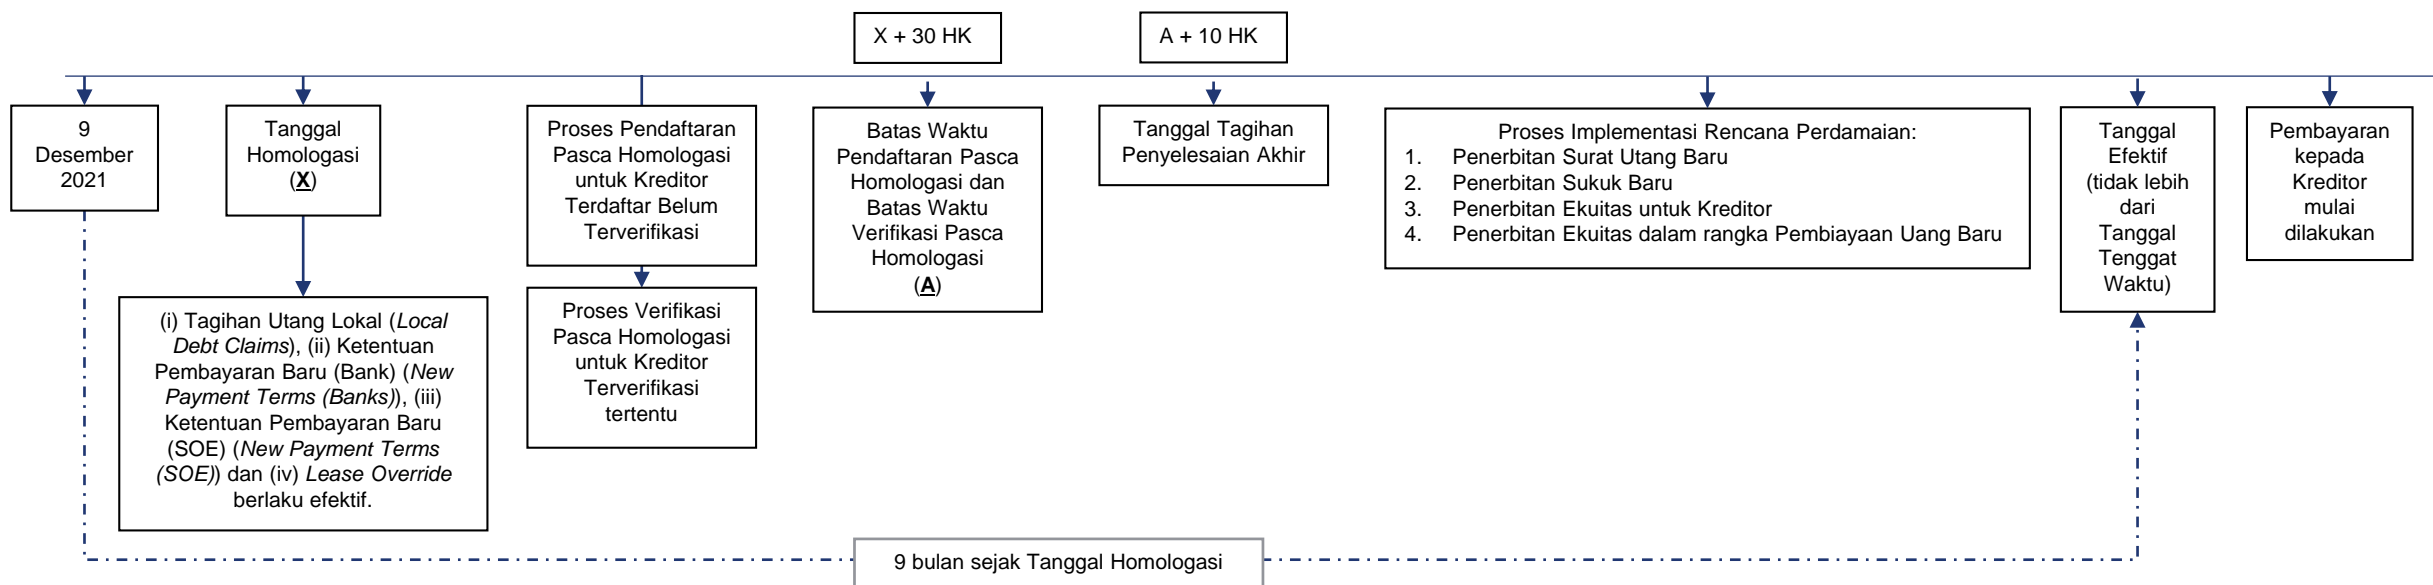 X + 30 HK
A + 10 HK
9
Desember
2021
Tanggal
Homologasi
(X)
Proses Pendaftaran
Pasca Homologasi
untuk Kreditor
Terdaftar Belum
Terverifikasi
Batas Waktu
Pendaftaran Pasca
Homologasi dan
Batas Waktu
Verifikasi Pasca
Homologasi
(A)
Tanggal Tagihan
Penyelesaian Akhir
Proses Implementasi Rencana Perdamaian:
1. Penerbitan Surat Utang Baru
2. Penerbitan Sukuk Baru
3. Penerbitan Ekuitas untuk Kreditor
4. Penerbitan Ekuitas dalam rangka Pembiayaan Uang Baru
Tanggal
Efektif
(tidak lebih
dari
Tanggal
Tenggat
Waktu)
Pembayaran
kepada
Kreditor
mulai
dilakukan
(i) Tagihan Utang Lokal (Local
Debt Claims), (ii) Ketentuan
Pembayaran Baru (Bank) (New
Payment Terms (Banks)), (iii)
Ketentuan Pembayaran Baru
(SOE) (New Payment Terms
(SOE)) dan (iv) Lease Override
berlaku efektif.
Proses Verifikasi
Pasca Homologasi
untuk Kreditor
Terverifikasi
tertentu
9 bulan sejak Tanggal Homologasi